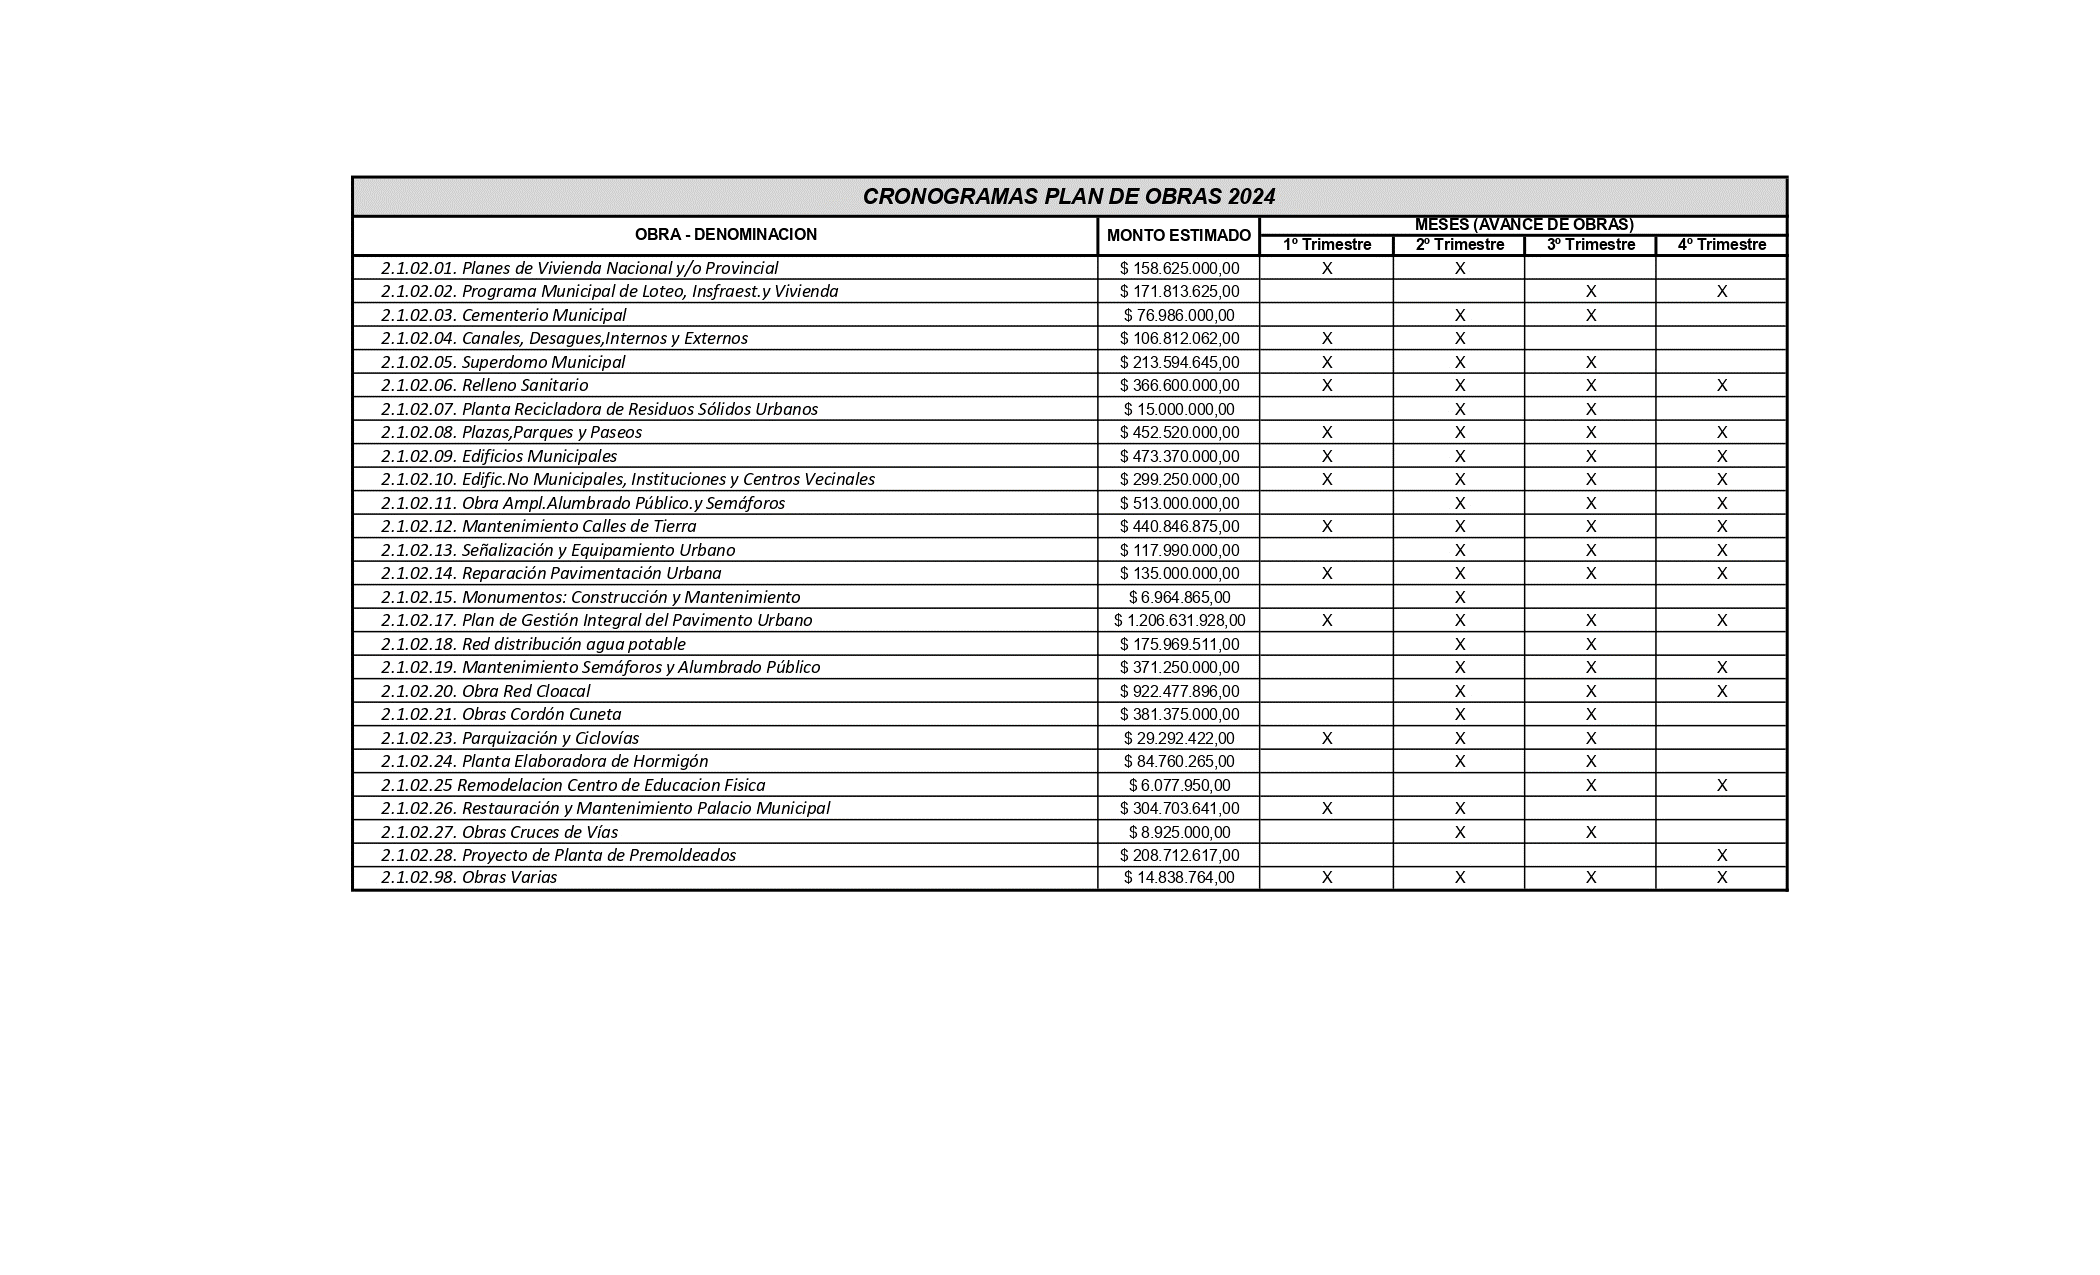 CRONOGRAMAS PLAN DE OBRAS 2024
OBRA - DENOMINACION MONTO ESTIMADO MESES (AVANCE DE OBRAS)
1º Trimestre 2º Trimestre 3º Trimestre 4º Trimestre
2.1.02.01. Planes de Vivienda Nacional y/o Provincial $ 158.625.000,00 X X
2.1.02.02. Programa Municipal de Loteo, Insfraest.y Vivienda $ 171.813.625,00 X X
2.1.02.03. Cementerio Municipal $ 76.986.000,00 X X
2.1.02.04. Canales, Desagues,Internos y Externos $ 106.812.062,00 X X
2.1.02.05. Superdomo Municipal $ 213.594.645,00 X X X
2.1.02.06. Relleno Sanitario $ 366.600.000,00 X X X X
2.1.02.07. Planta Recicladora de Residuos Sólidos Urbanos $ 15.000.000,00 X X
2.1.02.08. Plazas,Parques y Paseos $ 452.520.000,00 X X X X
2.1.02.09. Edificios Municipales $ 473.370.000,00 X X X X
2.1.02.10. Edific.No Municipales, Instituciones y Centros Vecinales $ 299.250.000,00 X X X X
2.1.02.11. Obra Ampl.Alumbrado Público.y Semáforos $ 513.000.000,00 X X X
2.1.02.12. Mantenimiento Calles de Tierra $ 440.846.875,00 X X X X
2.1.02.13. Señalización y Equipamiento Urbano $ 117.990.000,00 X X X
2.1.02.14. Reparación Pavimentación Urbana $ 135.000.000,00 X X X X
2.1.02.15. Monumentos: Construcción y Mantenimiento $ 6.964.865,00 X
2.1.02.17. Plan de Gestión Integral del Pavimento Urbano $ 1.206.631.928,00 X X X X
2.1.02.18. Red distribución agua potable $ 175.969.511,00 X X
2.1.02.19. Mantenimiento Semáforos y Alumbrado Público $ 371.250.000,00 X X X
2.1.02.20. Obra Red Cloacal $ 922.477.896,00 X X X
2.1.02.21. Obras Cordón Cuneta $ 381.375.000,00 X X
2.1.02.23. Parquización y Ciclovías $ 29.292.422,00 X X X
2.1.02.24. Planta Elaboradora de Hormigón $ 84.760.265,00 X X
2.1.02.25 Remodelacion Centro de Educacion Fisica $ 6.077.950,00 X X
2.1.02.26. Restauración y Mantenimiento Palacio Municipal $ 304.703.641,00 X X
2.1.02.27. Obras Cruces de Vías $ 8.925.000,00 X X
2.1.02.28. Proyecto de Planta de Premoldeados $ 208.712.617,00 X
2.1.02.98. Obras Varias $ 14.838.764,00 X X X X